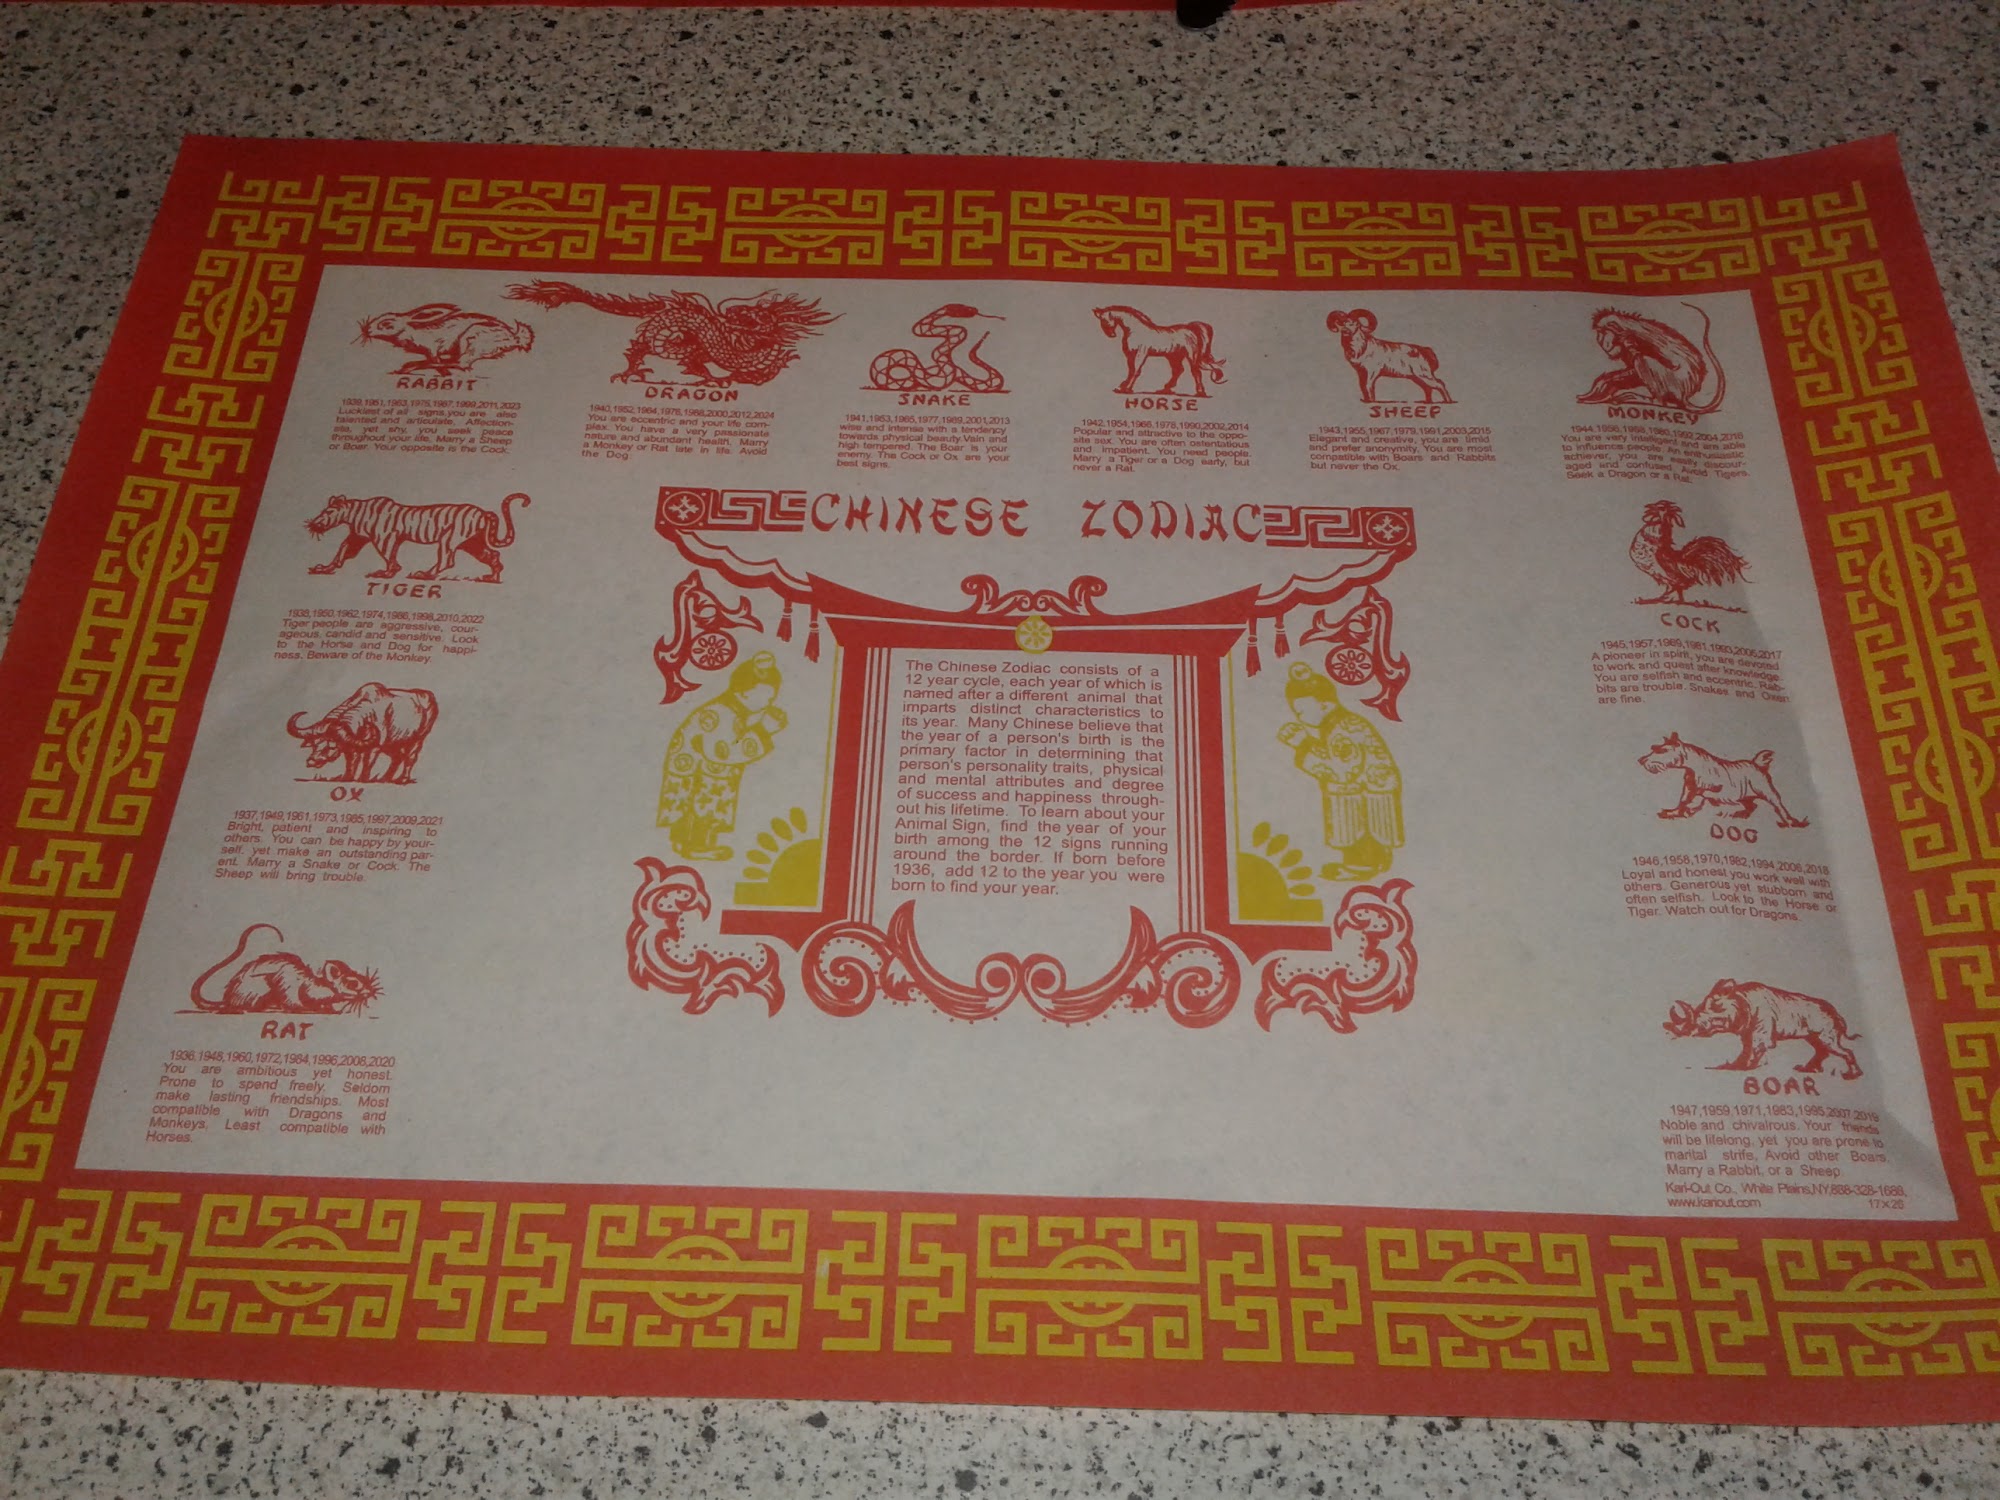 RABBIT
1939,1951,1963,1975,1987,1999,2011,2023
Luckiest of all signs,you are also
talented and articulate. Affection-
ate, yet shy, you seek peace
throughout your life. Marry a Sheep
or Boar. Your opposite is the Cock.
DRAGON
1940,1952,1964,1976,1988,2000,2012,2024
You are eccentric and your life com-
plex. You have a very passionate
nature and abundant health. Marry
a Monkey or Rat late in life. Avoid
the Dog.
SNAKE
1941,1953,1965,1977,1989,2001,2013
wise and intense with a tendency
towards physical beauty.Vain and
high tempered. The Boar is your
enemy. The Cock or Ox are your
best signs.
HORSE
1942,1954,1966,1978,1990,2002,2014
Popular and attractive to the oppo-
site sex. You are often ostentatious
and impatient. You need people.
Marry a Tiger or a Dog early, but
never a Rat.
SHEEP
1943,1955,1967,1979,1991,2003,2015
Elegant and creative, you are timid
and prefer anonymity. You are most
compatible with Boars and Rabbits
but never the Ox.
MONKEY
1944,1956,1968,1980,1992,2004,2016
You are very intelligent and are able
to influence people. An enthusiastic
achiever, you are easily discour-
aged and confused. Avoid Tigers.
Seek a Dragon or a Rat.
TIGER
1938,1950,1962,1974,1986,1998,2010,2022
Tiger people are aggressive, cour-
ageous, candid and sensitive. Look
to the Horse and Dog for happi-
ness. Beware of the Monkey.
OX
1937,1949,1961,1973,1985,1997,2009,2021
Bright, patient and inspiring to
others. You can be happy by your-
self, yet make an outstanding par-
ent. Marry a Snake or Cock. The
Sheep will bring trouble.
RAT
1936,1948,1960,1972,1984,1996,2008,2020
You are ambitious yet honest.
Prone to spend freely. Seldom
make lasting friendships. Most
compatible with Dragons and
Monkeys. Least compatible with
Horses.
CHINESE ZODIAC
The Chinese Zodiac consists of a
12 year cycle, each year of which is
named after a different animal that
imparts distinct characteristics to
its year. Many Chinese believe that
the year of a person's birth is the
primary factor in determining that
person's personality traits, physical
and mental attributes and degree
of success and happiness through-
out his lifetime. To learn about your
Animal Sign, find the year of your
birth among the 12 signs running
around the border. If born before
1936, add 12 to the year you were
born to find your year.
COCK
1945,1957,1969,1981,1993,2005,2017
A pioneer in spirit, you are devoted
to work and quest after knowledge.
You are selfish and eccentric. Rab-
bits are trouble. Snakes and Oxen
are fine.
DOG
1946,1958,1970,1982,1994,2006,2018
Loyal and honest you work well with
others. Generous yet stubborn and
often selfish. Look to the Horse or
Tiger. Watch out for Dragons.
BOAR
1947,1959,1971,1983,1995,2007,2019
Noble and chivalrous. Your friends
will be lifelong, yet you are prone to
marital strife. Avoid other Boars.
Marry a Rabbit or a Sheep.
Kari-Out Co., White Plains,NY,888-328-1688,
www.kariout.com 17×26